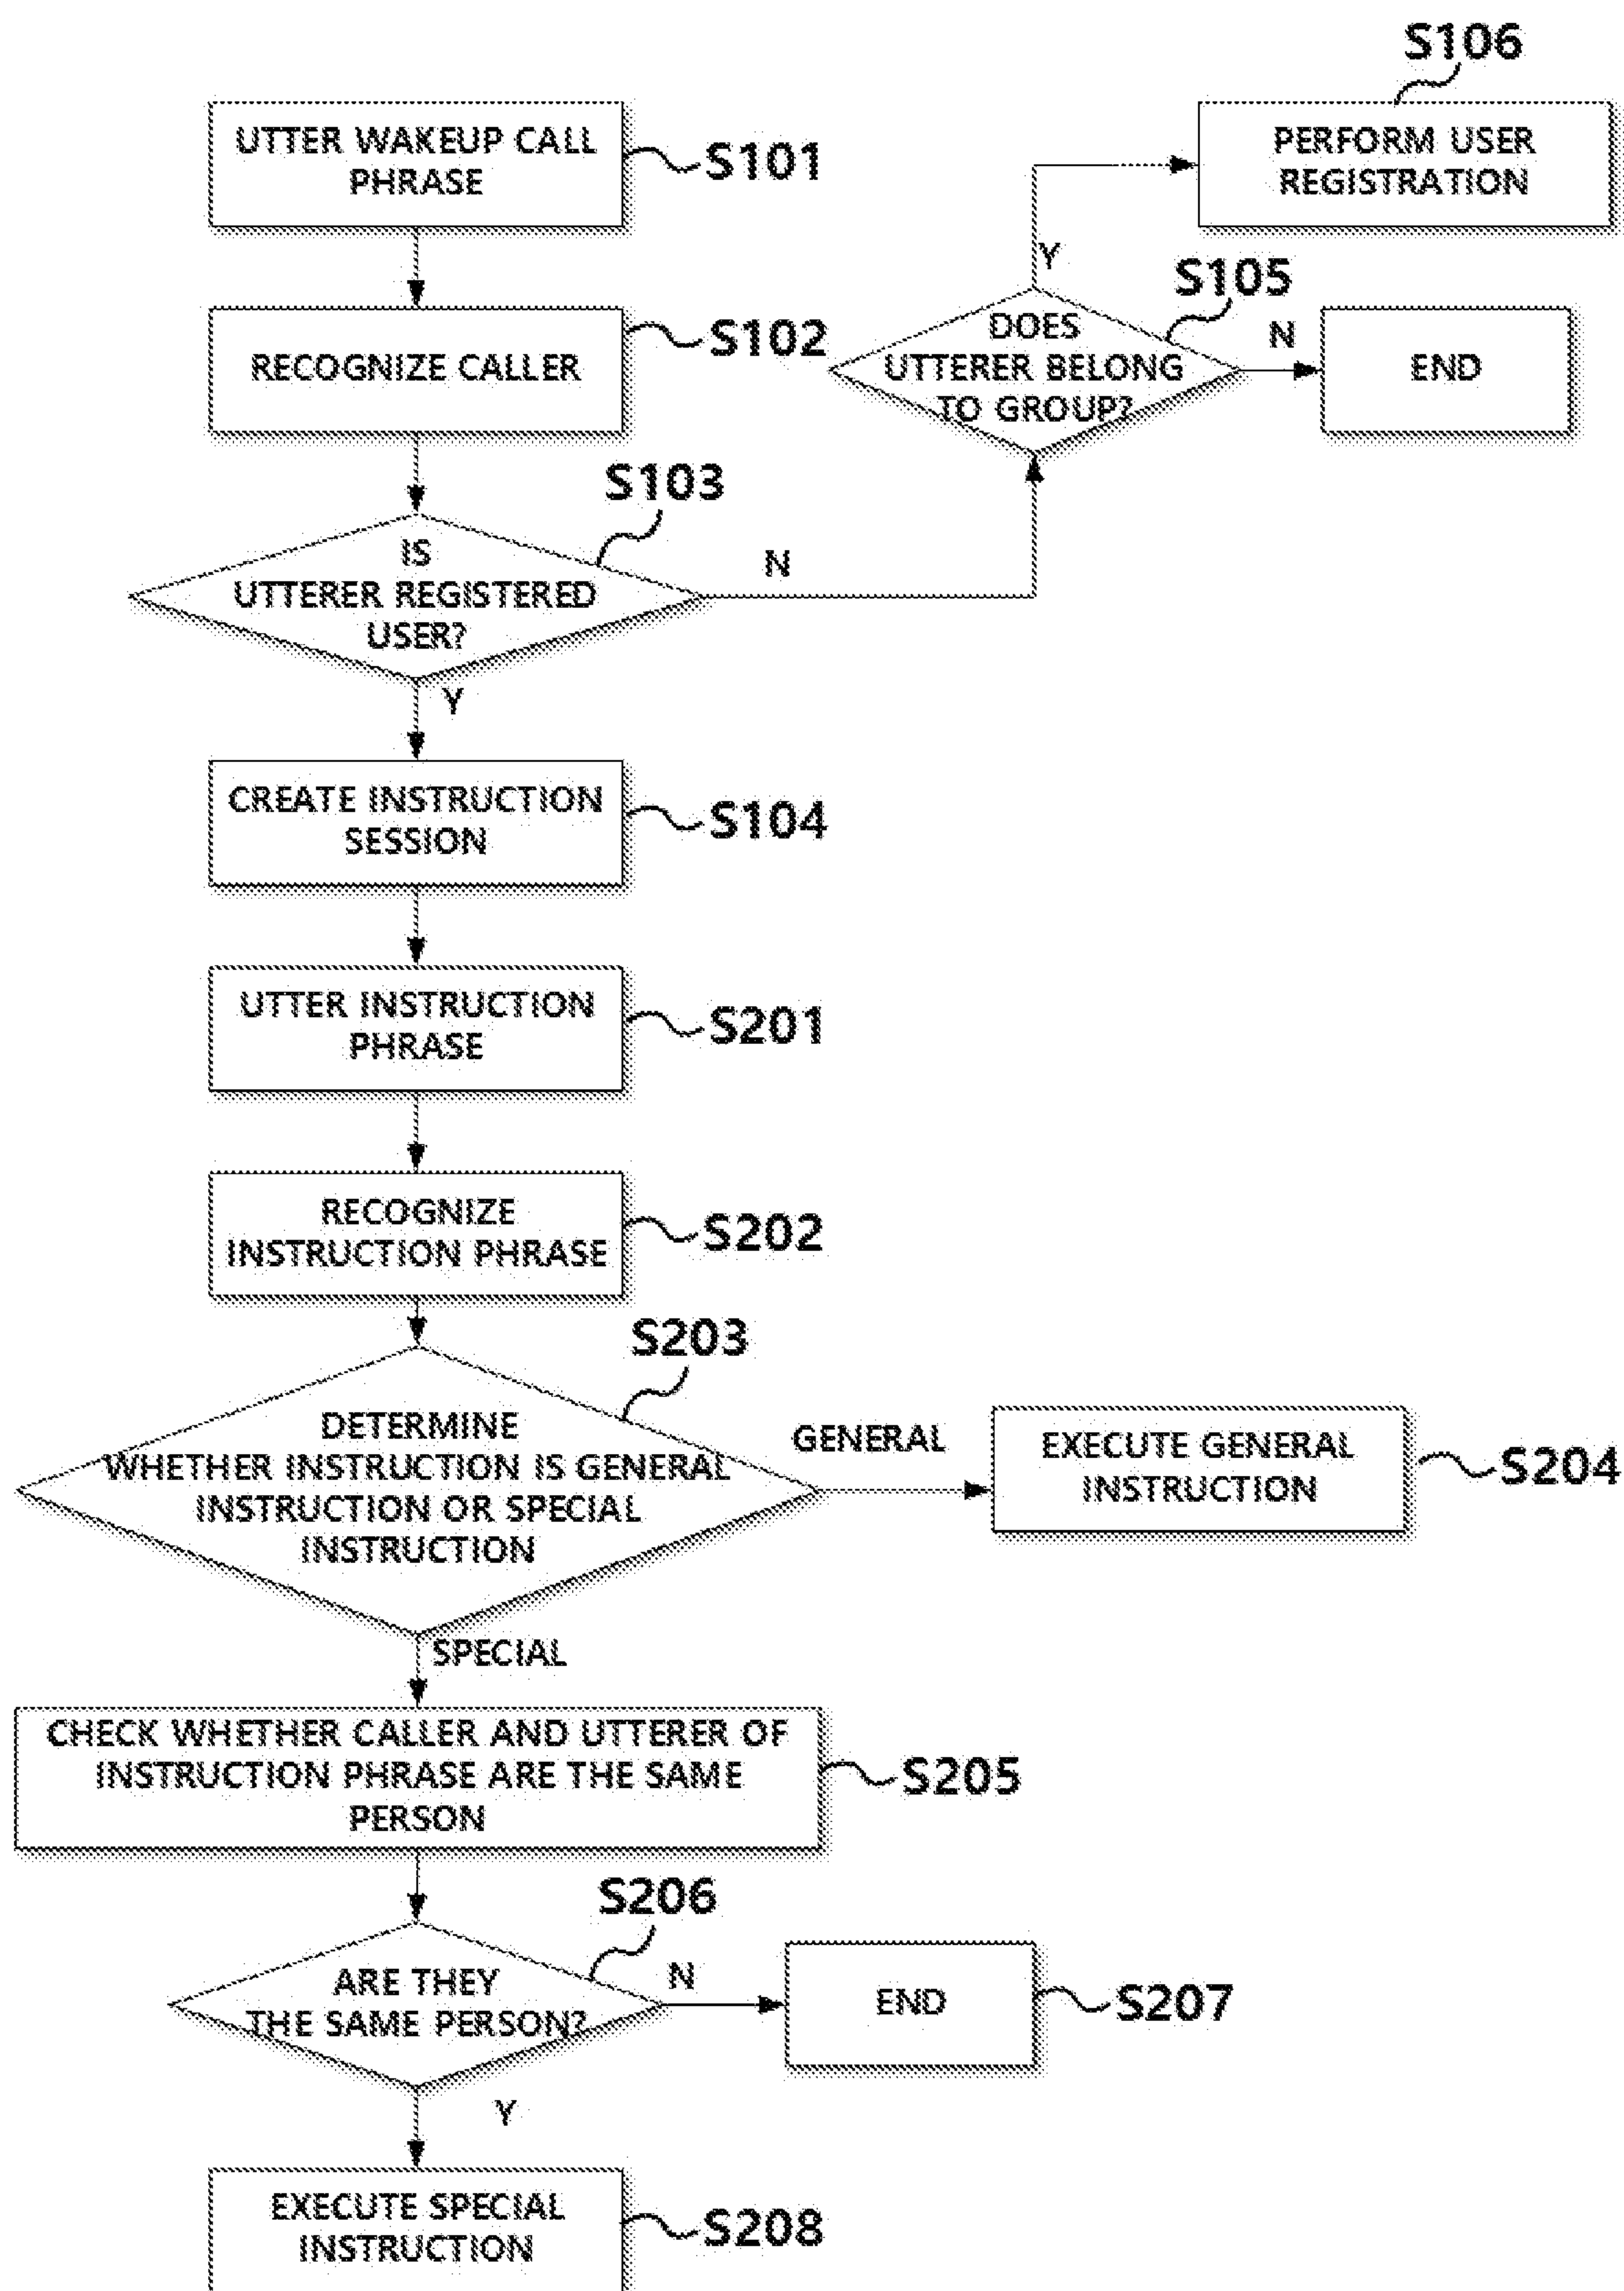 S106
UTTER WAKEUP CALL
PHRASE
S101
PERFORM USER
REGISTRATION
Y
S105
RECOGNIZE CALLER
S102
DOES
UTTERER BELONG
TO GROUP?
N
END
S103
IS
UTTERER REGISTERED
USER?
N
Y
CREATE INSTRUCTION
SESSION
S104
UTTER INSTRUCTION
PHRASE
S201
RECOGNIZE
INSTRUCTION PHRASE
S202
S203
DETERMINE
WHETHER INSTRUCTION IS GENERAL
INSTRUCTION OR SPECIAL
INSTRUCTION
GENERAL
EXECUTE GENERAL
INSTRUCTION
S204
SPECIAL
CHECK WHETHER CALLER AND UTTERER OF
INSTRUCTION PHRASE ARE THE SAME
PERSON
S205
S206
ARE THEY
THE SAME PERSON?
N
END
S207
Y
EXECUTE SPECIAL
INSTRUCTION
S208